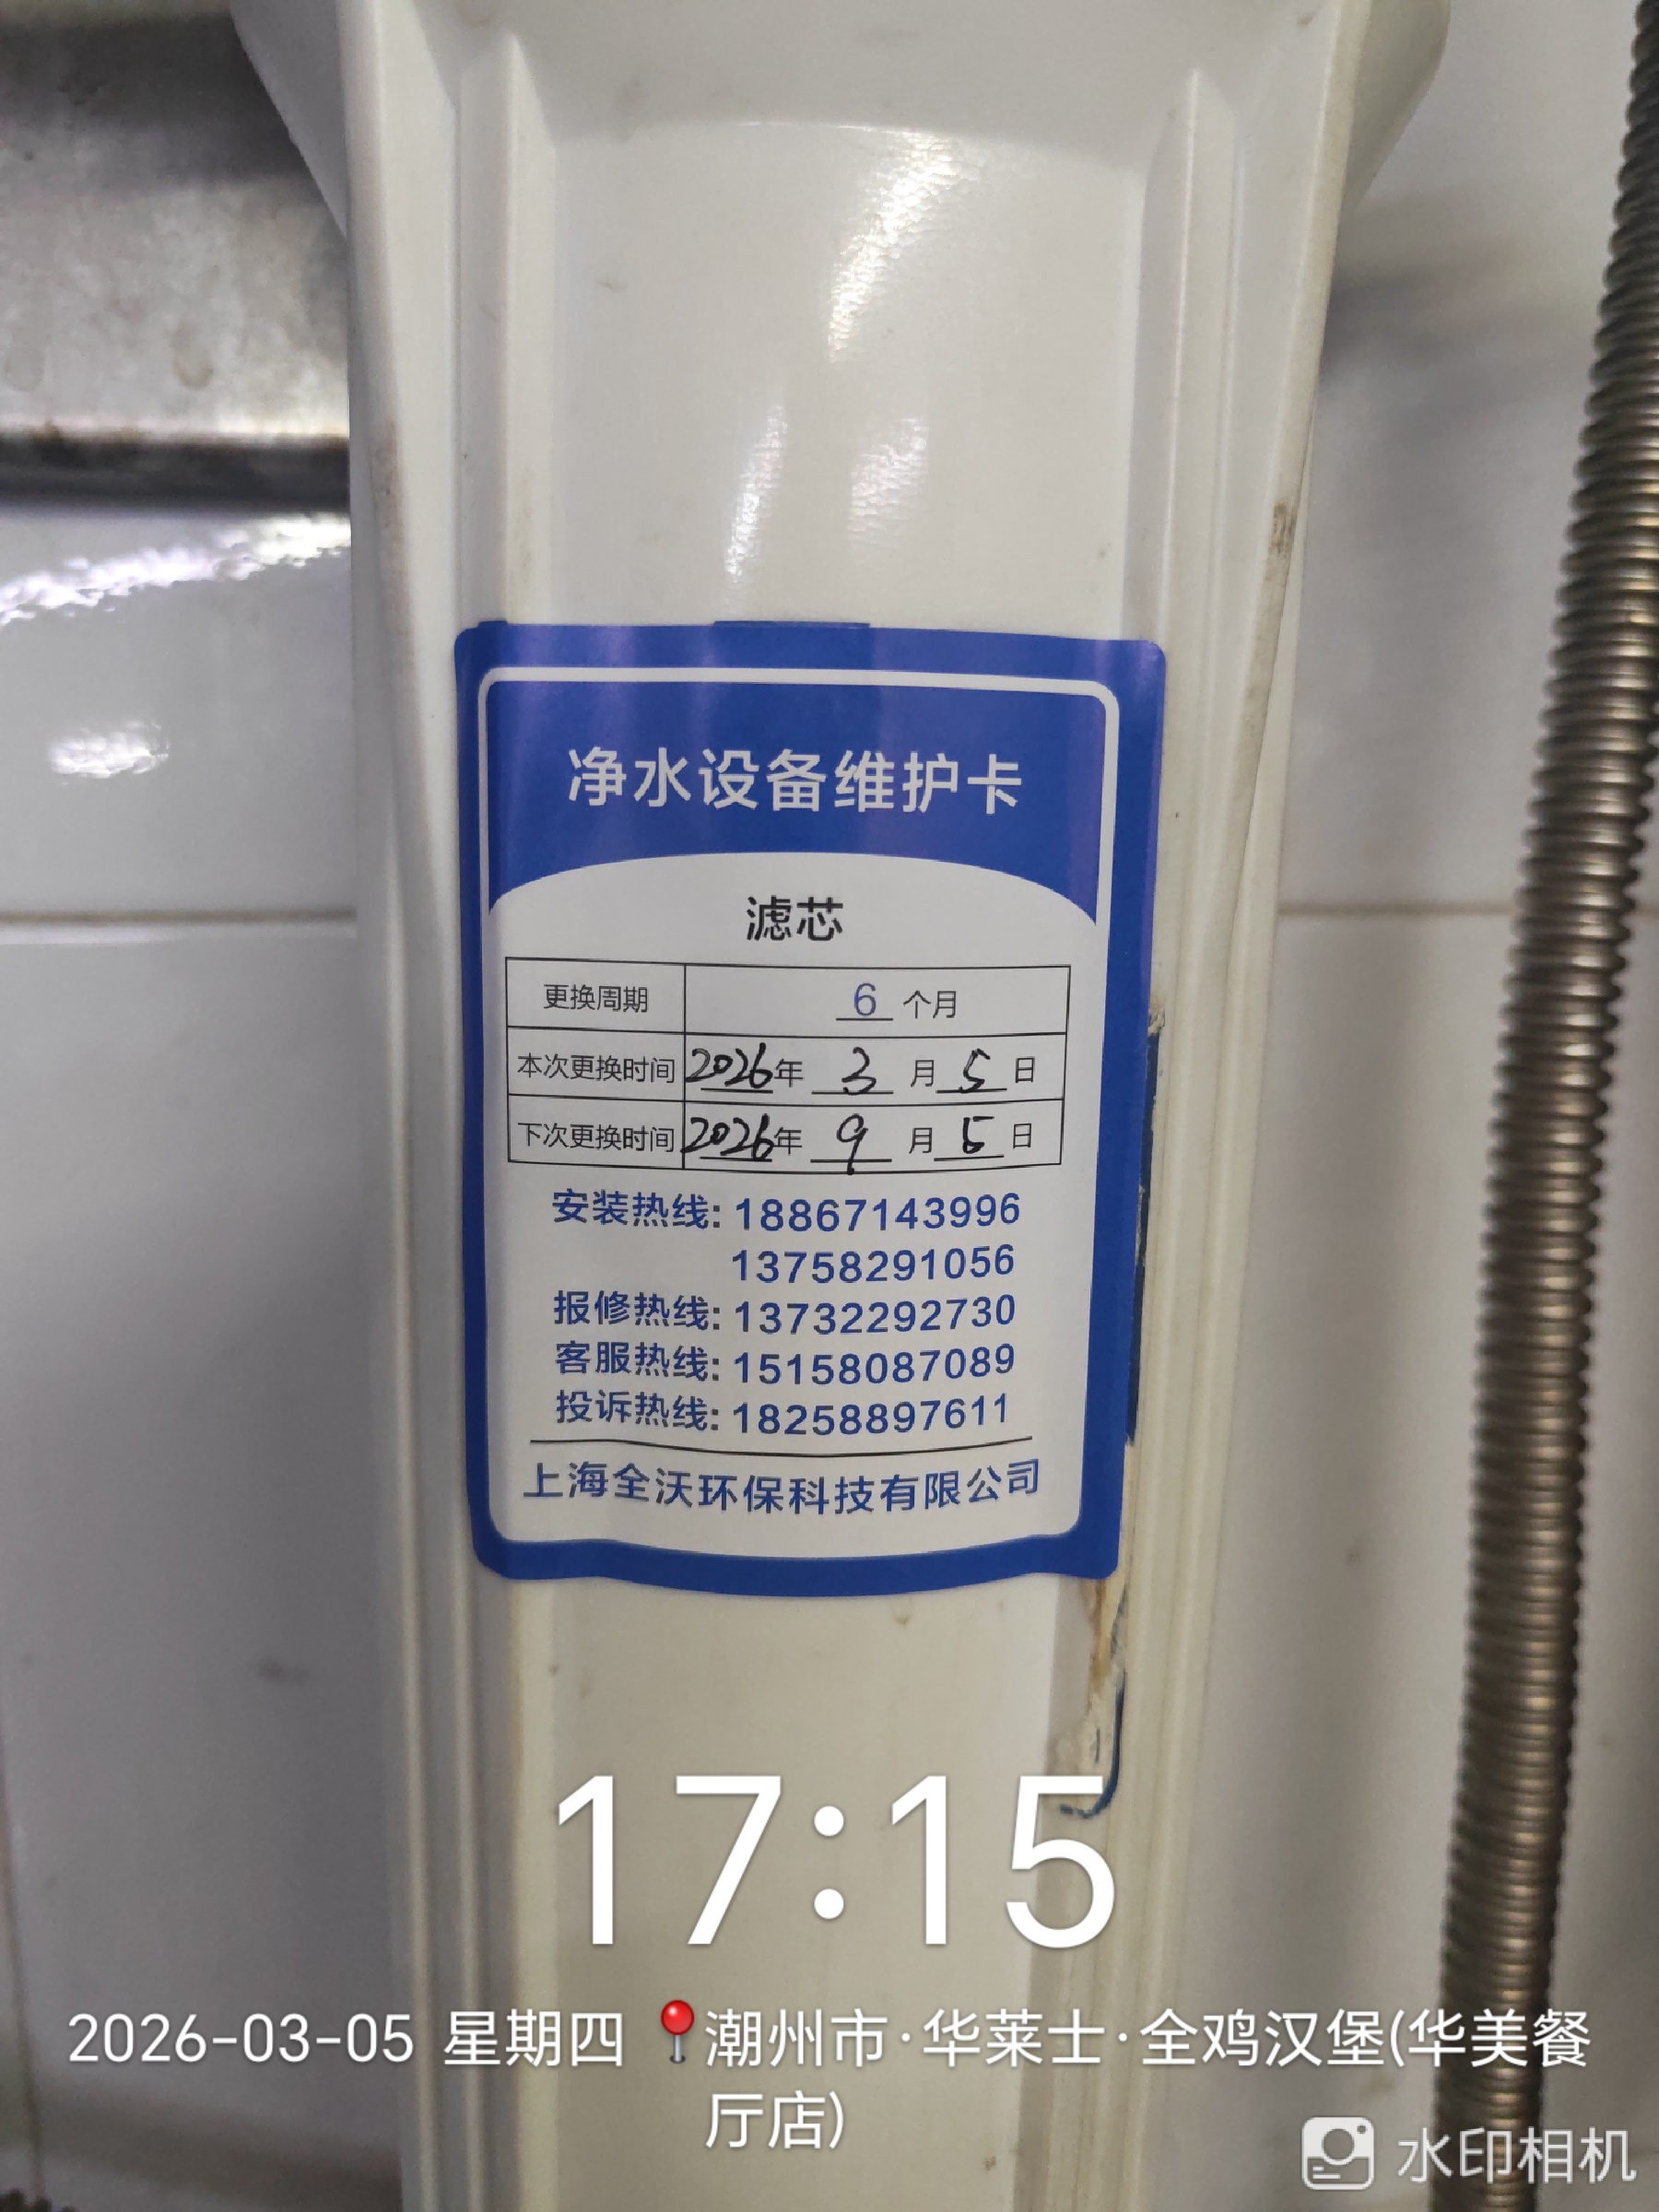 净水设备维护卡
滤芯
更换周期 6 个月
本次更换时间 2026年 3 月 5 日
下次更换时间 2026年 9 月 5 日
安装热线: 18867143996
13758291056
报修热线: 13732292730
客服热线: 15158087089
投诉热线: 18258897611
上海全沃环保科技有限公司
17:15
2026-03-05 星期四 潮州市·华莱士·全鸡汉堡(华美餐
厅店)
水印相机